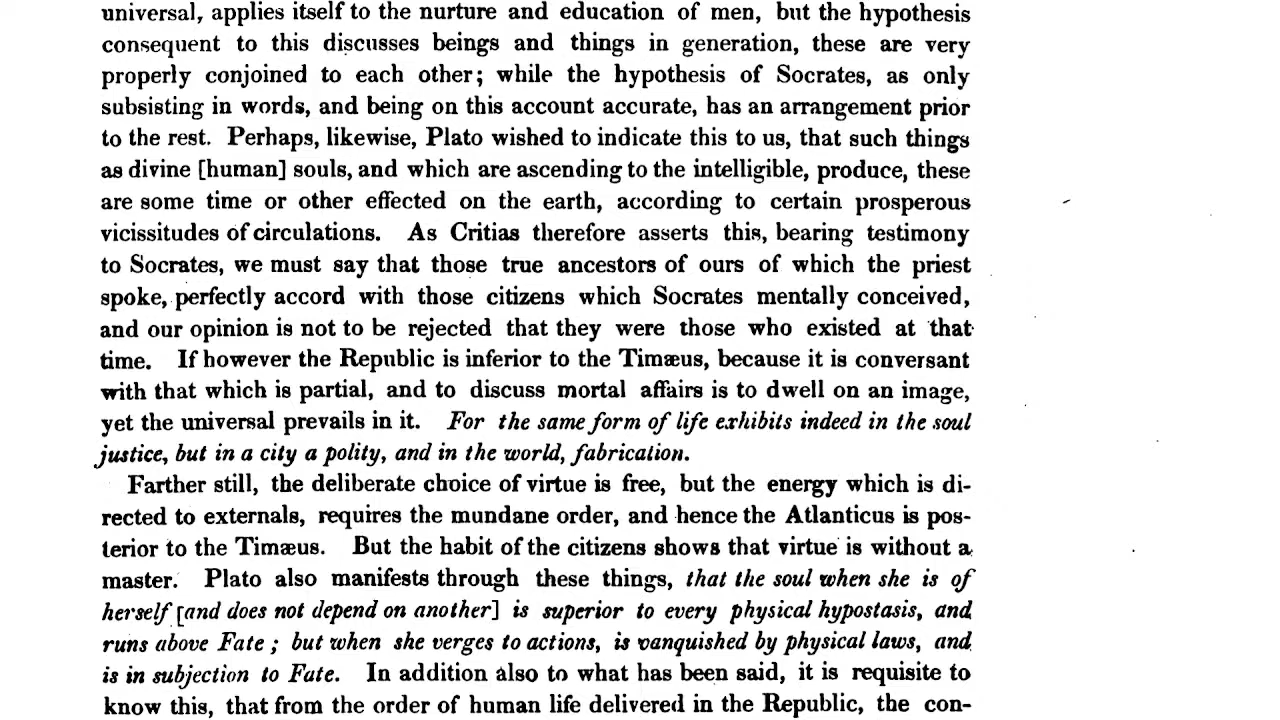 universal, applies itself to the nurture and education of men, but the hypothesis
consequent to this discusses beings and things in generation, these are very
properly conjoined to each other; while the hypothesis of Socrates, as only
subsisting in words, and being on this account accurate, has an arrangement prior
to the rest. Perhaps, likewise, Plato wished to indicate this to us, that such things
as divine [human] souls, and which are ascending to the intelligible, produce, these
are some time or other effected on the earth, according to certain prosperous
vicissitudes of circulations. As Critias therefore asserts this, bearing testimony
to Socrates, we must say that those true ancestors of ours of which the priest
spoke, perfectly accord with those citizens which Socrates mentally conceived,
and our opinion is not to be rejected that they were those who existed at that
time. If however the Republic is inferior to the Timæus, because it is conversant
with that which is partial, and to discuss mortal affairs is to dwell on an image,
yet the universal prevails in it. For the same form of life exhibits indeed in the soul
justice, but in a city a polity, and in the world, fabrication.
Farther still, the deliberate choice of virtue is free, but the energy which is di-
rected to externals, requires the mundane order, and hence the Atlanticus is pos-
terior to the Timæus. But the habit of the citizens shows that virtue is without a
master. Plato also manifests through these things, that the soul when she is of
herself [and does not depend on another] is superior to every physical hypostasis, and
runs above Fate; but when she verges to actions, is vanquished by physical laws, and
is in subjection to Fate. In addition also to what has been said, it is requisite to
know this, that from the order of human life delivered in the Republic, the con-